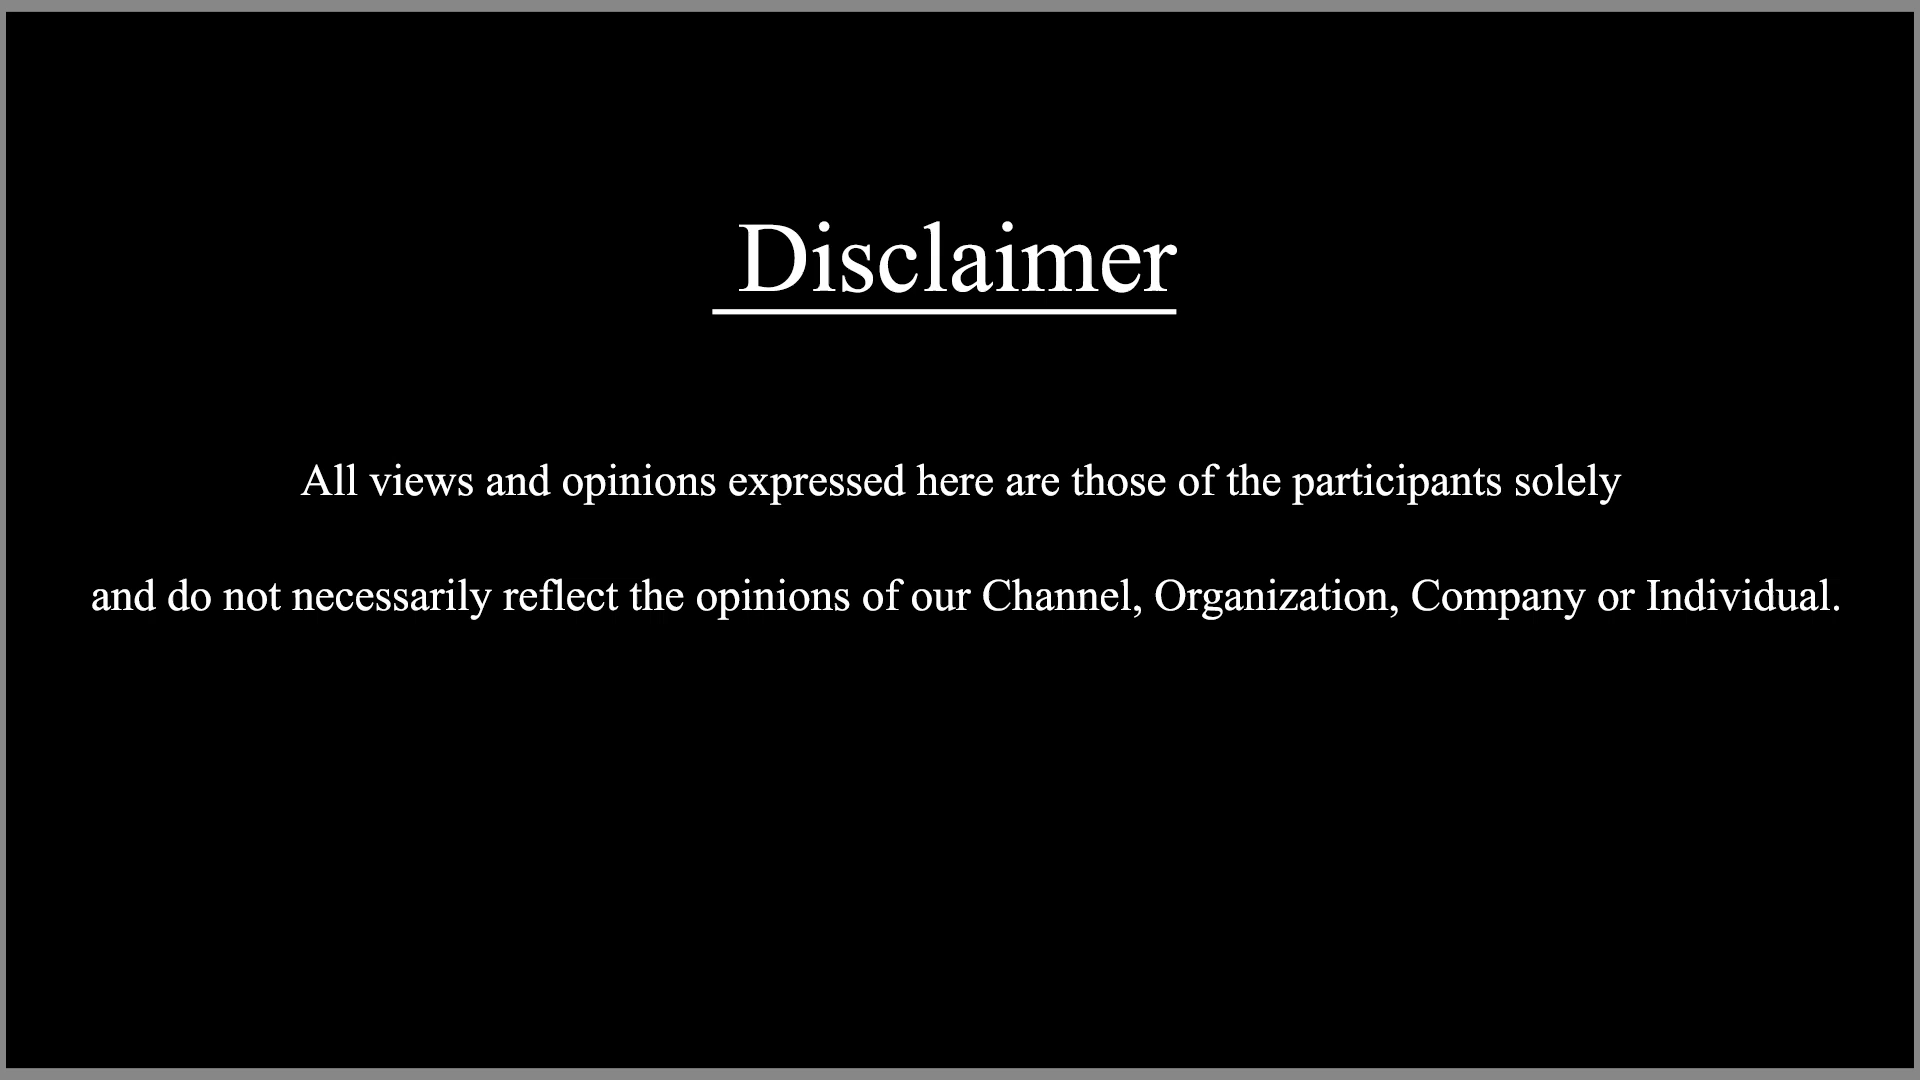 Disclaimer
All views and opinions expressed here are those of the participants solely
and do not necessarily reflect the opinions of our Channel, Organization, Company or Individual.